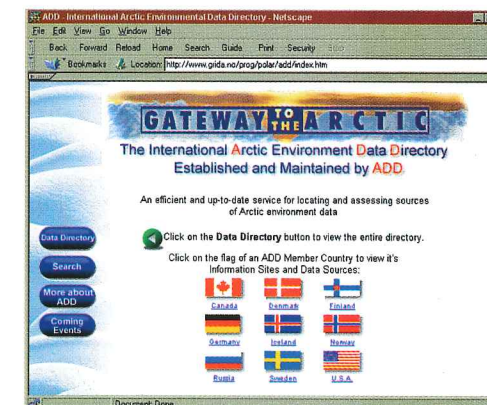 ADD - International Arctic Environmental Data Directory - Netscape
File Edit View Go Window Help
Back Forward Reload Home Search Guide Print Security Stop
Bookmarks Location: http://www.grida.no/prog/polar/add/index.htm
GATEWAY TO THE ARCTIC
The International Arctic Environment Data Directory
Established and Maintained by ADD
An efficient and up-to-date service for locating and assessing sources
of Arctic environment data
Data Directory
Click on the Data Directory button to view the entire directory.
Search
Click on the flag of an ADD Member Country to view it's
Information Sites and Data Sources:
More about
ADD
Canada Denmark Finland
Coming
Events
Germany Iceland Norway
Russia Sweden U.S.A.
Document: Done